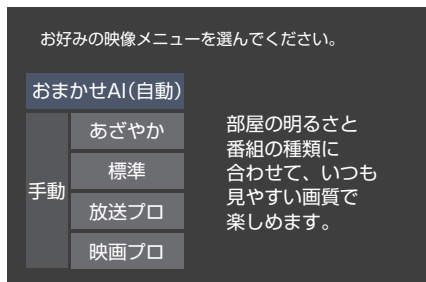 お好みの映像メニューを選んでください。
おまかせAI(自動)
手動
あざやか
標準
放送プロ
映画プロ
部屋の明るさと
番組の種類に
合わせて、いつも
見やすい画質で
楽しめます。